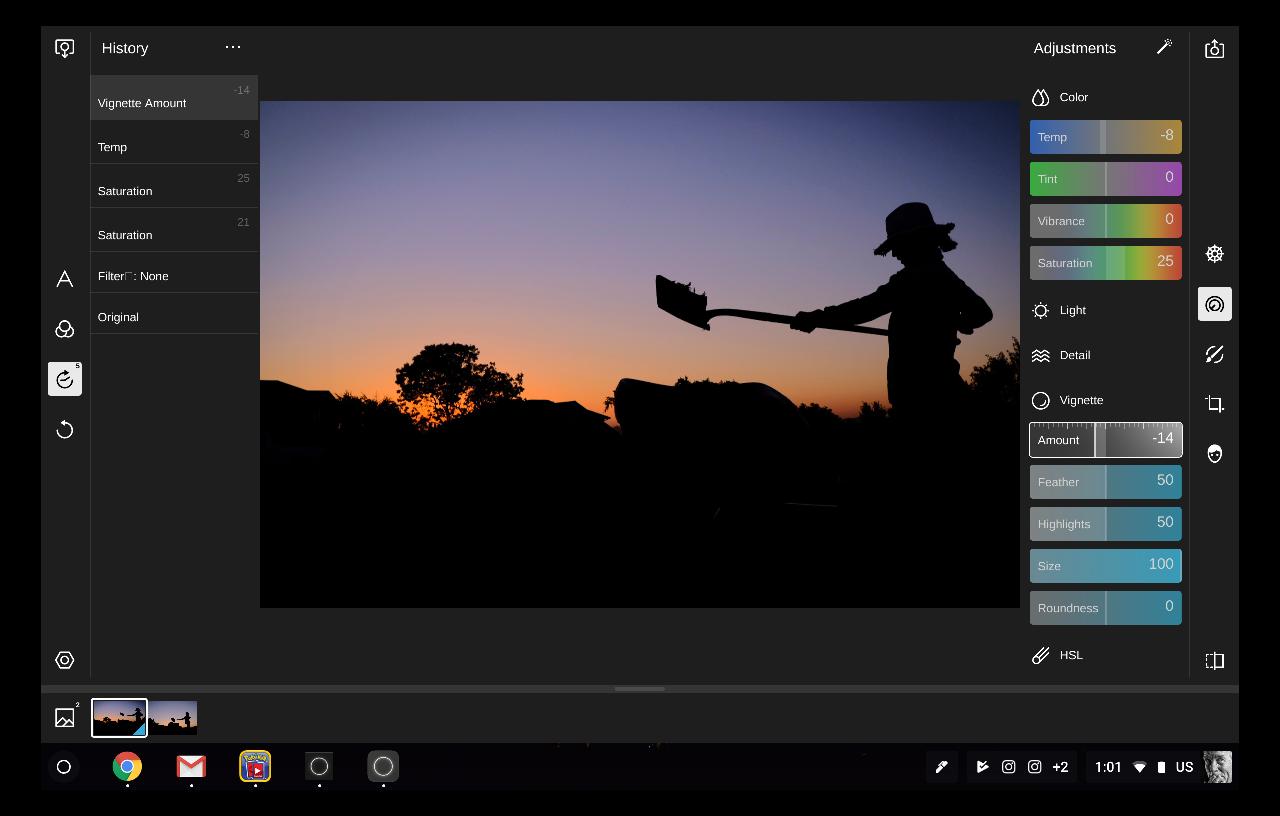 History
...
Adjustments
-14
Vignette Amount
-8
Temp
25
Saturation
21
Saturation
Filter□: None
Original
5
Color
Temp -8
Tint 0
Vibrance 0
Saturation 25
Light
Detail
Vignette
Amount -14
Feather 50
Highlights 50
Size 100
Roundness 0
HSL
2
+2
1:01
US